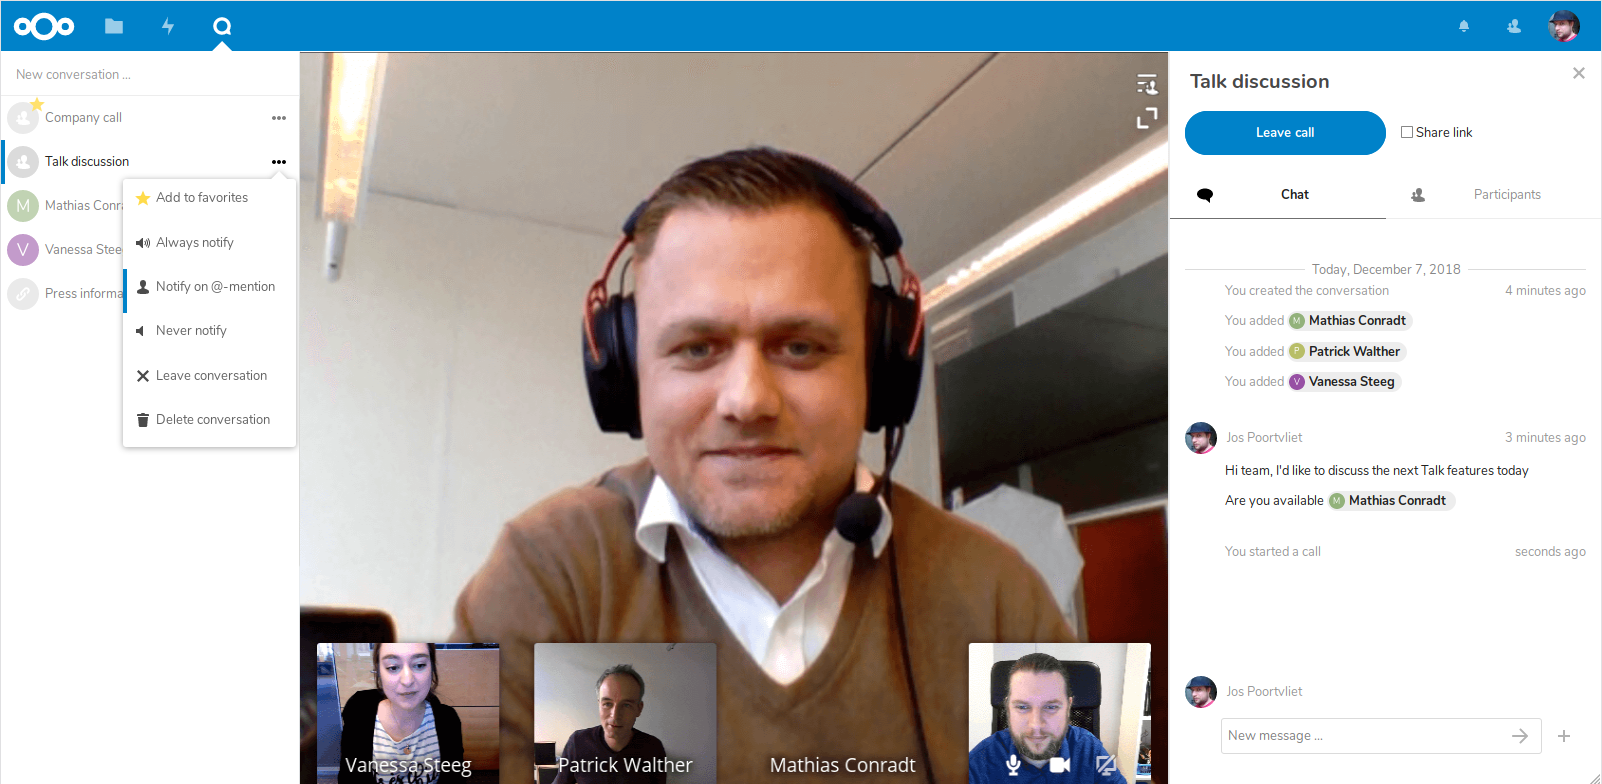 New conversation ...
Company call
Talk discussion
Mathias Conra
Vanessa Stee
Press informa
Add to favorites
Always notify
Notify on @-mention
Never notify
Leave conversation
Delete conversation
Vanessa Steeg
Patrick Walther
Mathias Conradt
Talk discussion
Leave call
Share link
Chat
Participants
Today, December 7, 2018
You created the conversation 4 minutes ago
You added M Mathias Conradt
You added P Patrick Walther
You added V Vanessa Steeg
Jos Poortvliet 3 minutes ago
Hi team, I'd like to discuss the next Talk features today
Are you available M Mathias Conradt
You started a call seconds ago
Jos Poortvliet
New message ...